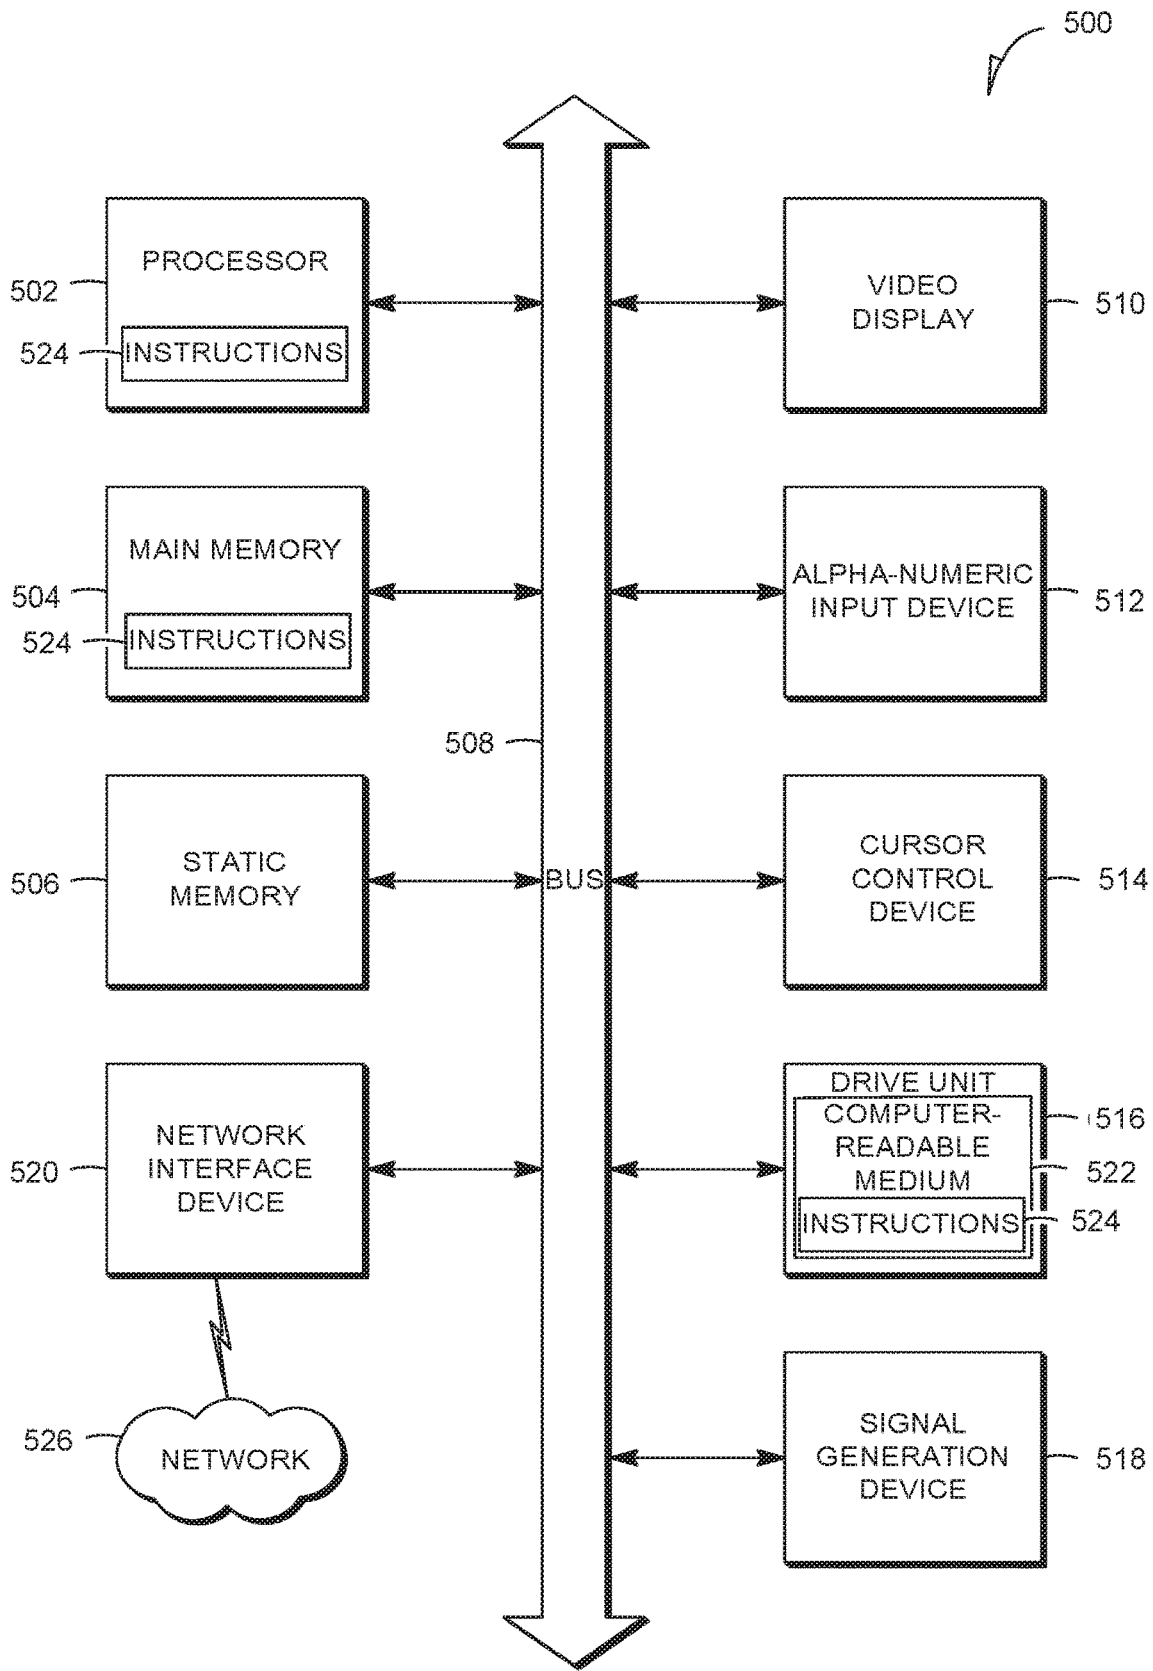 500
PROCESSOR
502
524
INSTRUCTIONS
VIDEO
DISPLAY
510
MAIN MEMORY
504
524
INSTRUCTIONS
ALPHA-NUMERIC
INPUT DEVICE
512
508
STATIC
MEMORY
506
BUS
CURSOR
CONTROL
DEVICE
514
NETWORK
INTERFACE
DEVICE
520
DRIVE UNIT
COMPUTER-
READABLE
MEDIUM
INSTRUCTIONS
516
522
524
526
NETWORK
SIGNAL
GENERATION
DEVICE
518